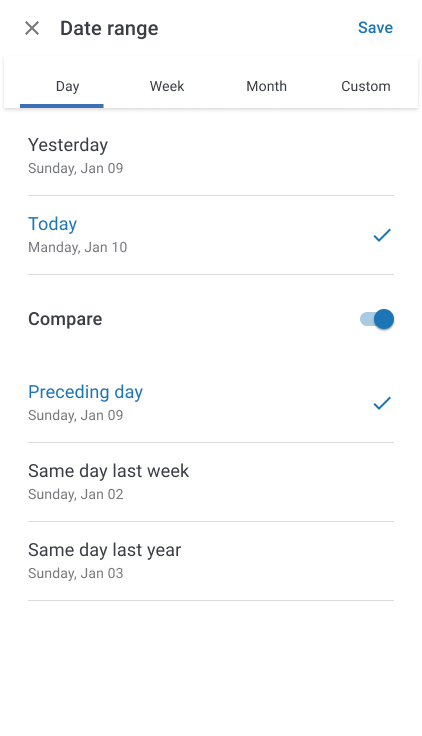 Date range
Save
Day
Week
Month
Custom
Yesterday
Sunday, Jan 09
Today
Manday, Jan 10
Compare
Preceding day
Sunday, Jan 09
Same day last week
Sunday, Jan 02
Same day last year
Sunday, Jan 03